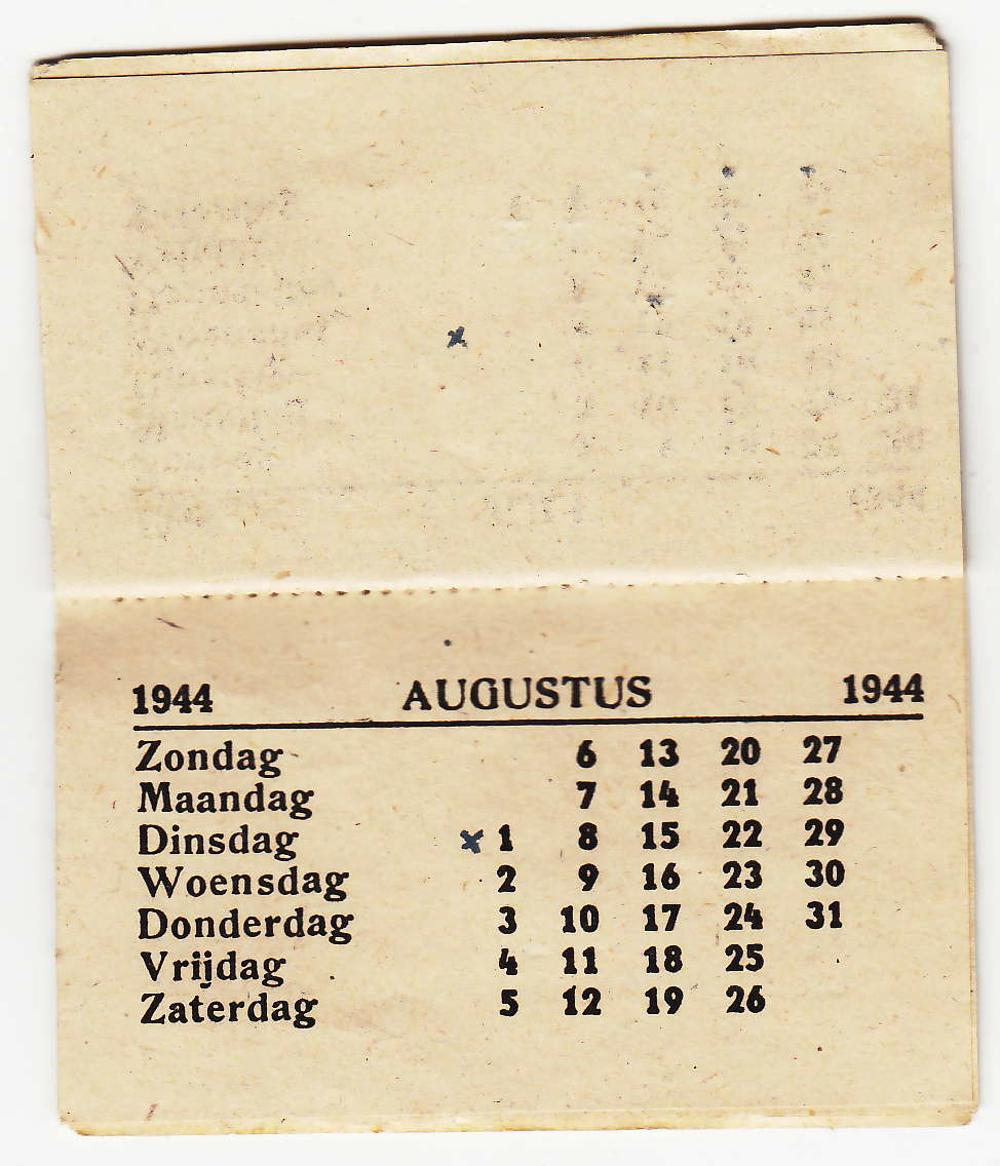 1944 AUGUSTUS 1944
Zondag 6 13 20 27
Maandag 7 14 21 28
Dinsdag x 1 8 15 22 29
Woensdag 2 9 16 23 30
Donderdag 3 10 17 24 31
Vrijdag 4 11 18 25
Zaterdag 5 12 19 26